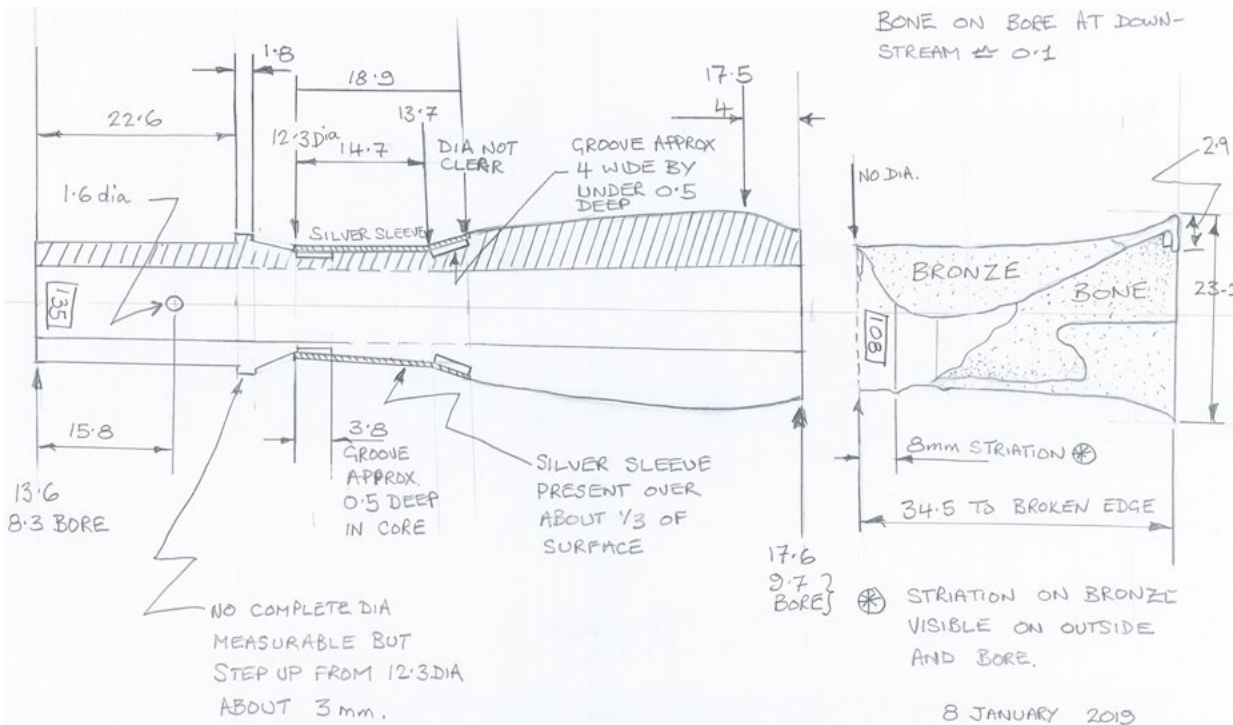 BONE ON BORE AT DOWN-
STREAM ≏ 0.1
1.8
18.9
17.5
22.6
13.7
4
12.3 Dia
14.7
DIA NOT
CLEAR
GROOVE APPROX
4 WIDE BY
UNDER 0.5
DEEP
2.9
NO DIA.
1.6 dia
SILVER SLEEVE
BRONZE
BONE
135
108
15.8
3.8
GROOVE
APPROX.
0.5 DEEP
IN CORE
SILVER SLEEVE
PRESENT OVER
ABOUT 1/3 OF
SURFACE
8mm STRIATION ⊛
34.5 TO BROKEN EDGE
13.6
8.3 BORE
17.6
9.7 }
BORE}
NO COMPLETE DIA
MEASURABLE BUT
STEP UP FROM 12.3 DIA
ABOUT 3 mm.
⊛ STRIATION ON BRONZE
VISIBLE ON OUTSIDE
AND BORE.
8 JANUARY 2019